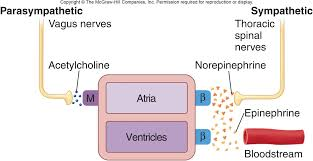 Copyright © The McGraw-Hill Companies, Inc. Permission required for reproduction or display.
Parasympathetic
Vagus nerves
Acetylcholine
Sympathetic
Thoracic
spinal
nerves
Norepinephrine
M
Atria
β
Ventricles
β
Epinephrine
Bloodstream